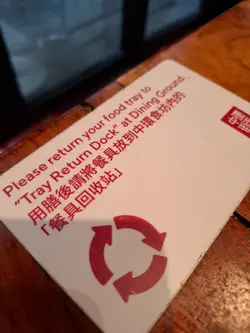 Please return your food tray to
"Tray Return Dock" at Dining Ground.
用膳後請將餐具放到中環食坊內的
「餐具回收站」